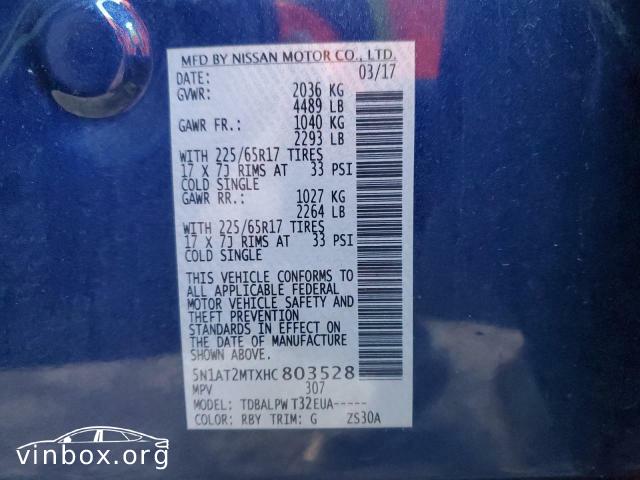 MFD BY NISSAN MOTOR CO., LTD.
DATE: 03/17
GVWR: 2036 KG
4489 LB
GAWR FR.: 1040 KG
2293 LB
WITH 225/65R17 TIRES
17 X 7J RIMS AT 33 PSI
COLD SINGLE
GAWR RR.: 1027 KG
2264 LB
WITH 225/65R17 TIRES
17 X 7J RIMS AT 33 PSI
COLD SINGLE
THIS VEHICLE CONFORMS TO
ALL APPLICABLE FEDERAL
MOTOR VEHICLE SAFETY AND
THEFT PREVENTION
STANDARDS IN EFFECT ON
THE DATE OF MANUFACTURE
SHOWN ABOVE
5N1AT2MTXHC803528
MPV 307
MODEL: TDBALPW T32EUA-----
COLOR: RBY TRIM: G ZS30A
vinbox.org